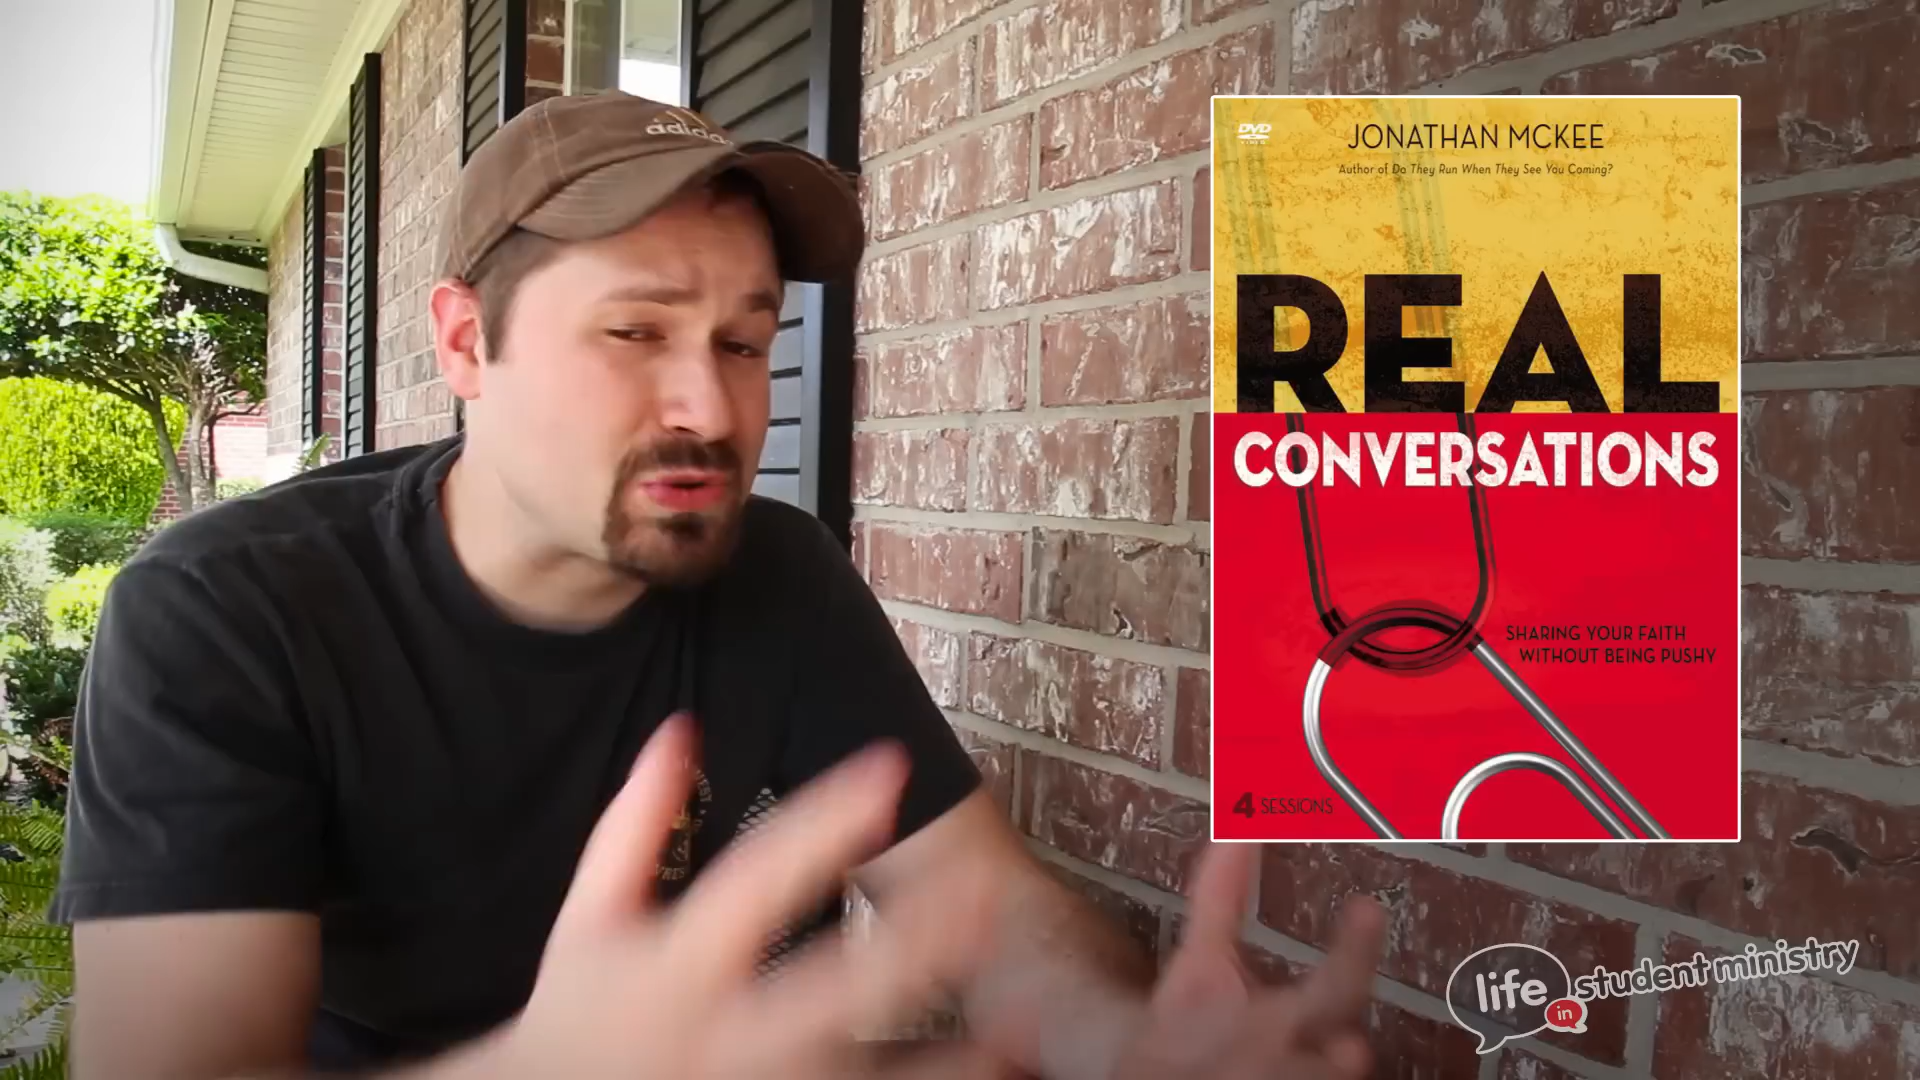 adidas
DVD
VIDEO
JONATHAN MCKEE
Author of Do They Run When They See You Coming?
REAL
CONVERSATIONS
SHARING YOUR FAITH
WITHOUT BEING PUSHY
4 SESSIONS
life in student ministry